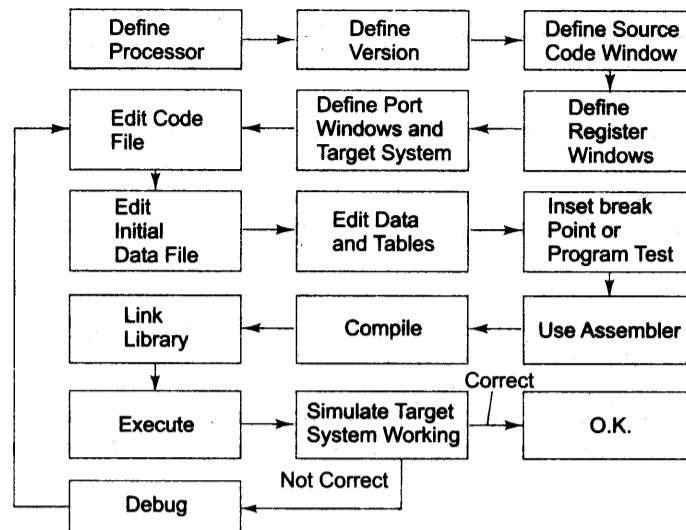 Define
Processor
Define
Version
Define Source
Code Window
Edit Code
File
Define Port
Windows and
Target System
Define
Register
Windows
Edit
Initial
Data File
Edit Data
and Tables
Inset break
Point or
Program Test
Link
Library
Compile
Use Assembler
Execute
Simulate Target
System Working
Correct
O.K.
Not Correct
Debug